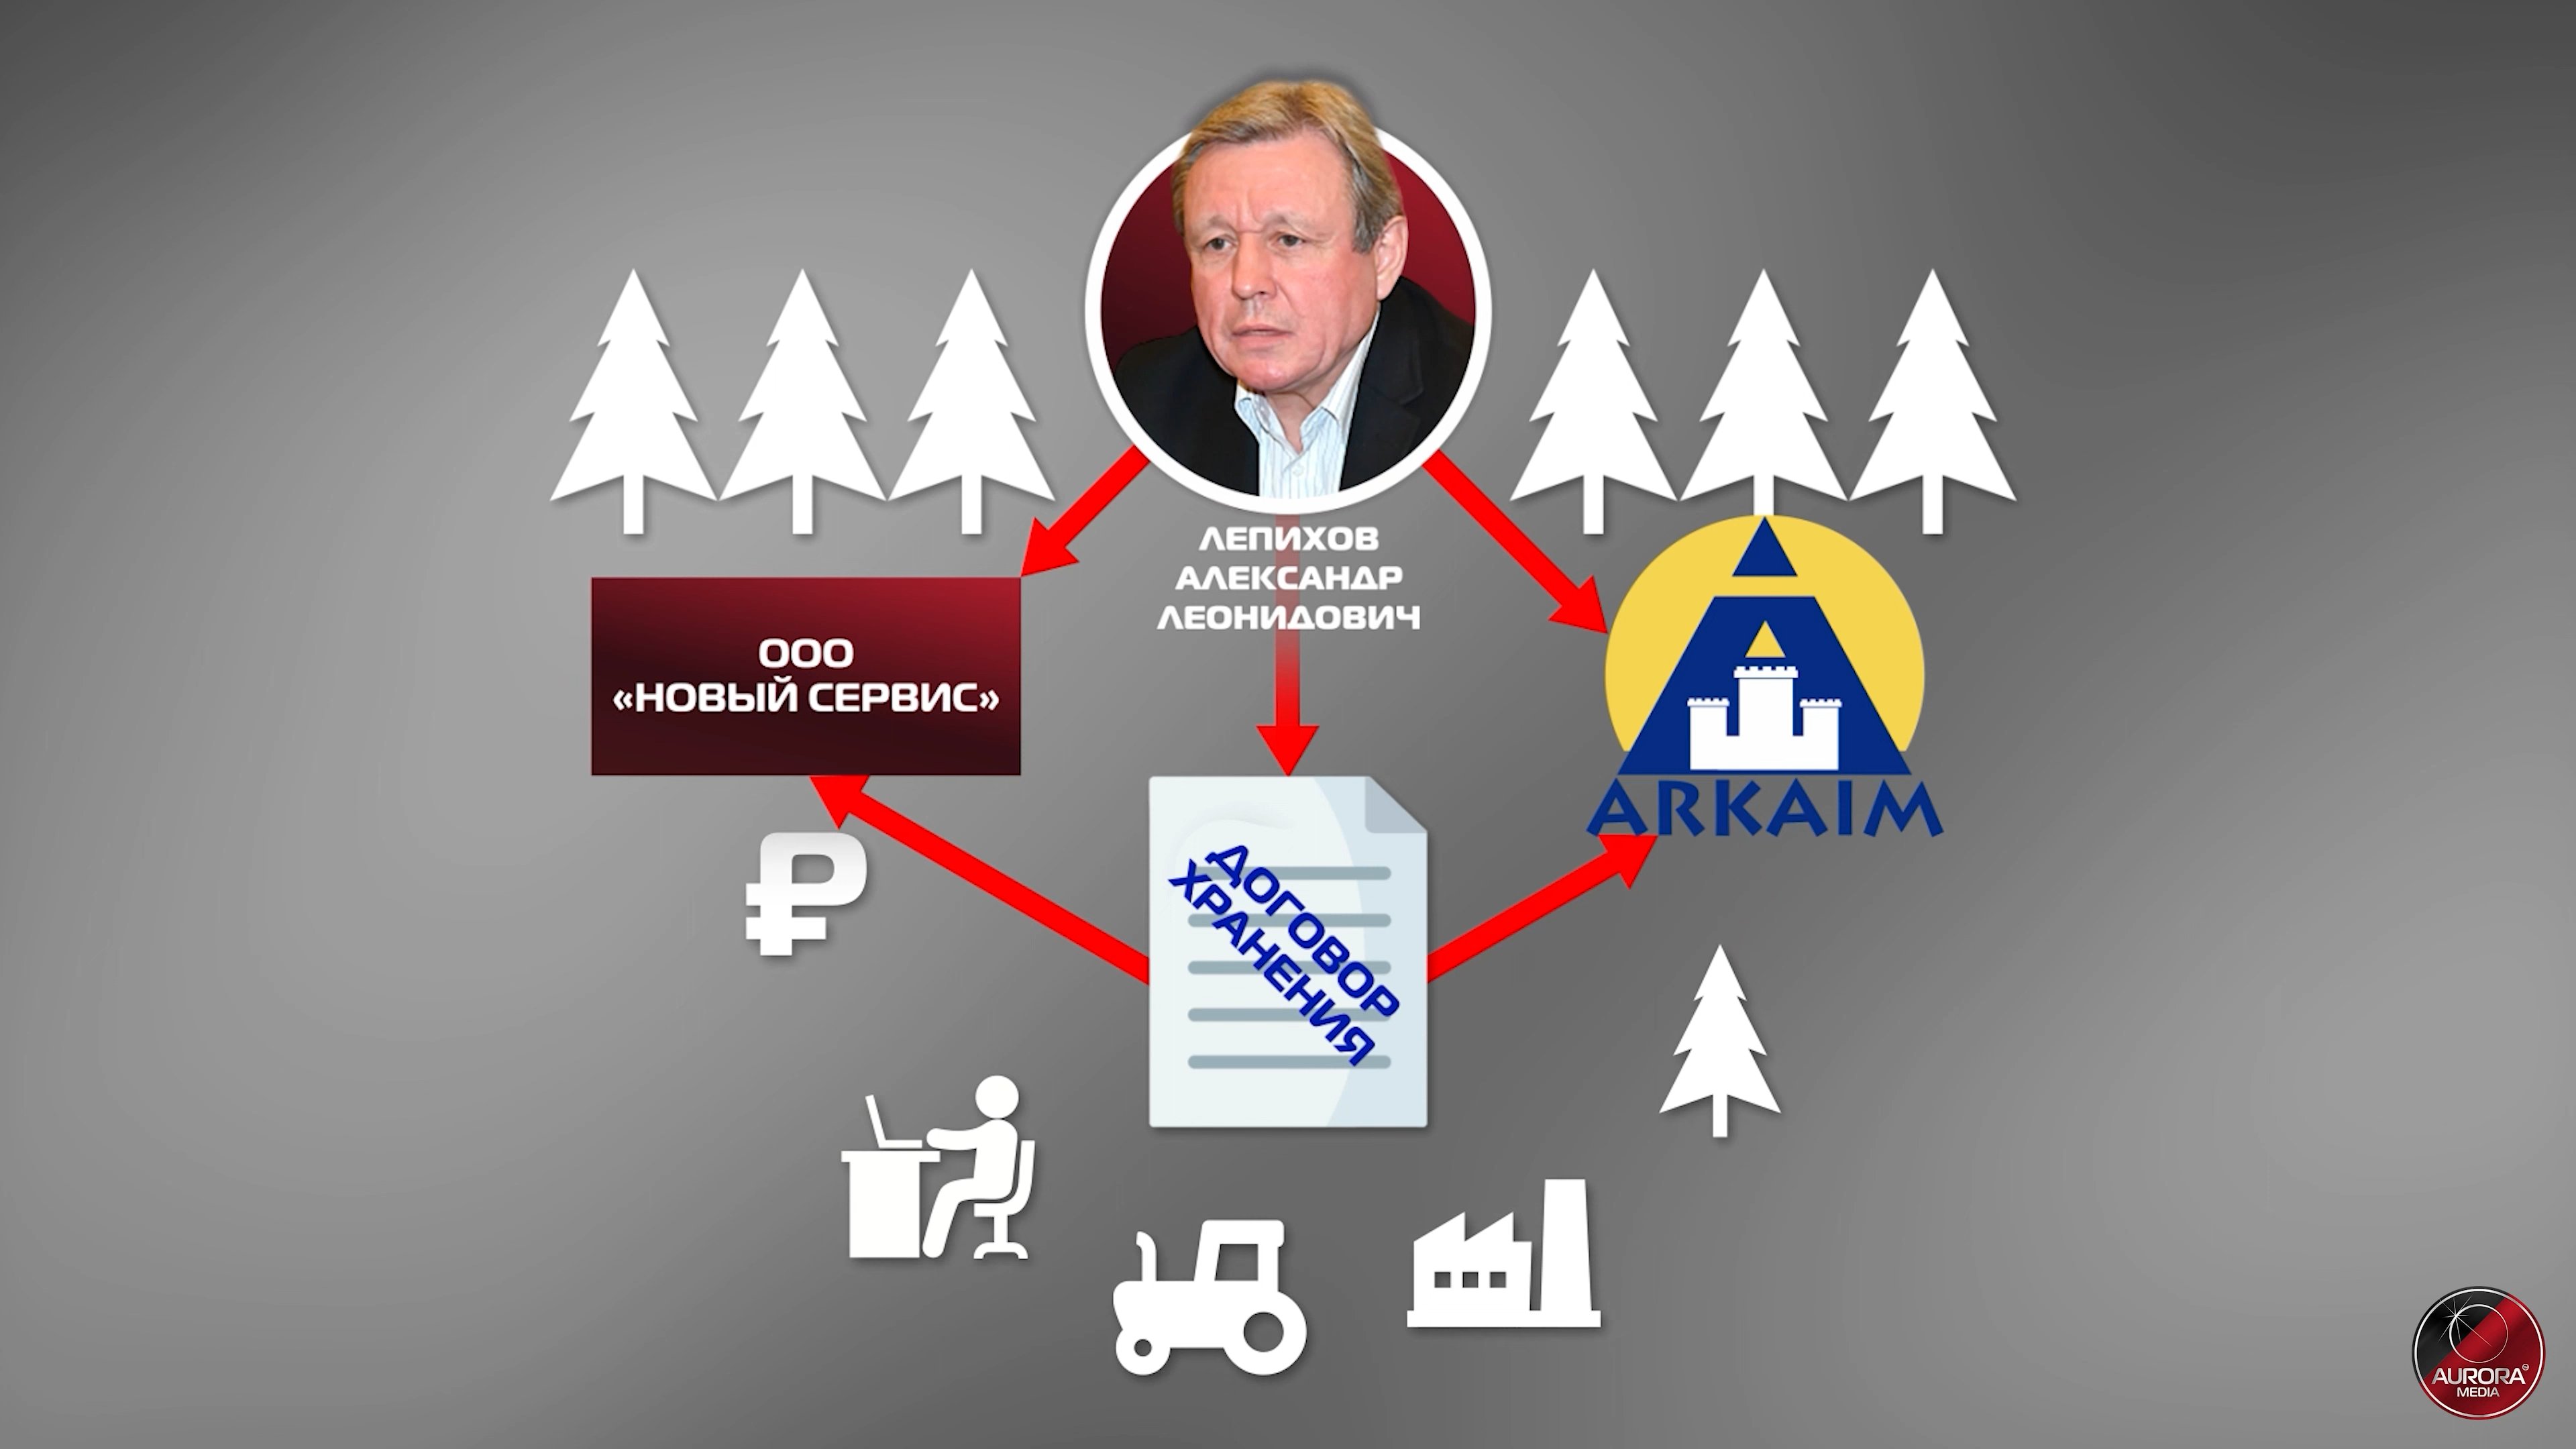 ЛЕПИХОВ
АЛЕКСАНДР
ЛЕОНИДОВИЧ
ООО
«НОВЫЙ СЕРВИС»
ARKAIM
₽
ДОГОВОР
ХРАНЕНИЯ
AURORA
MEDIA